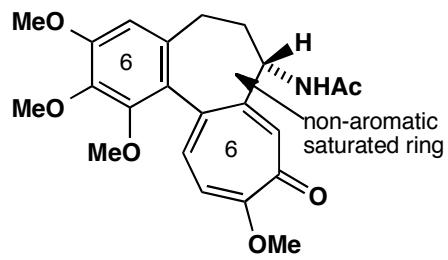 MeO
H
6
MeO
NHAc
non-aromatic
saturated ring
MeO
6
O
OMe